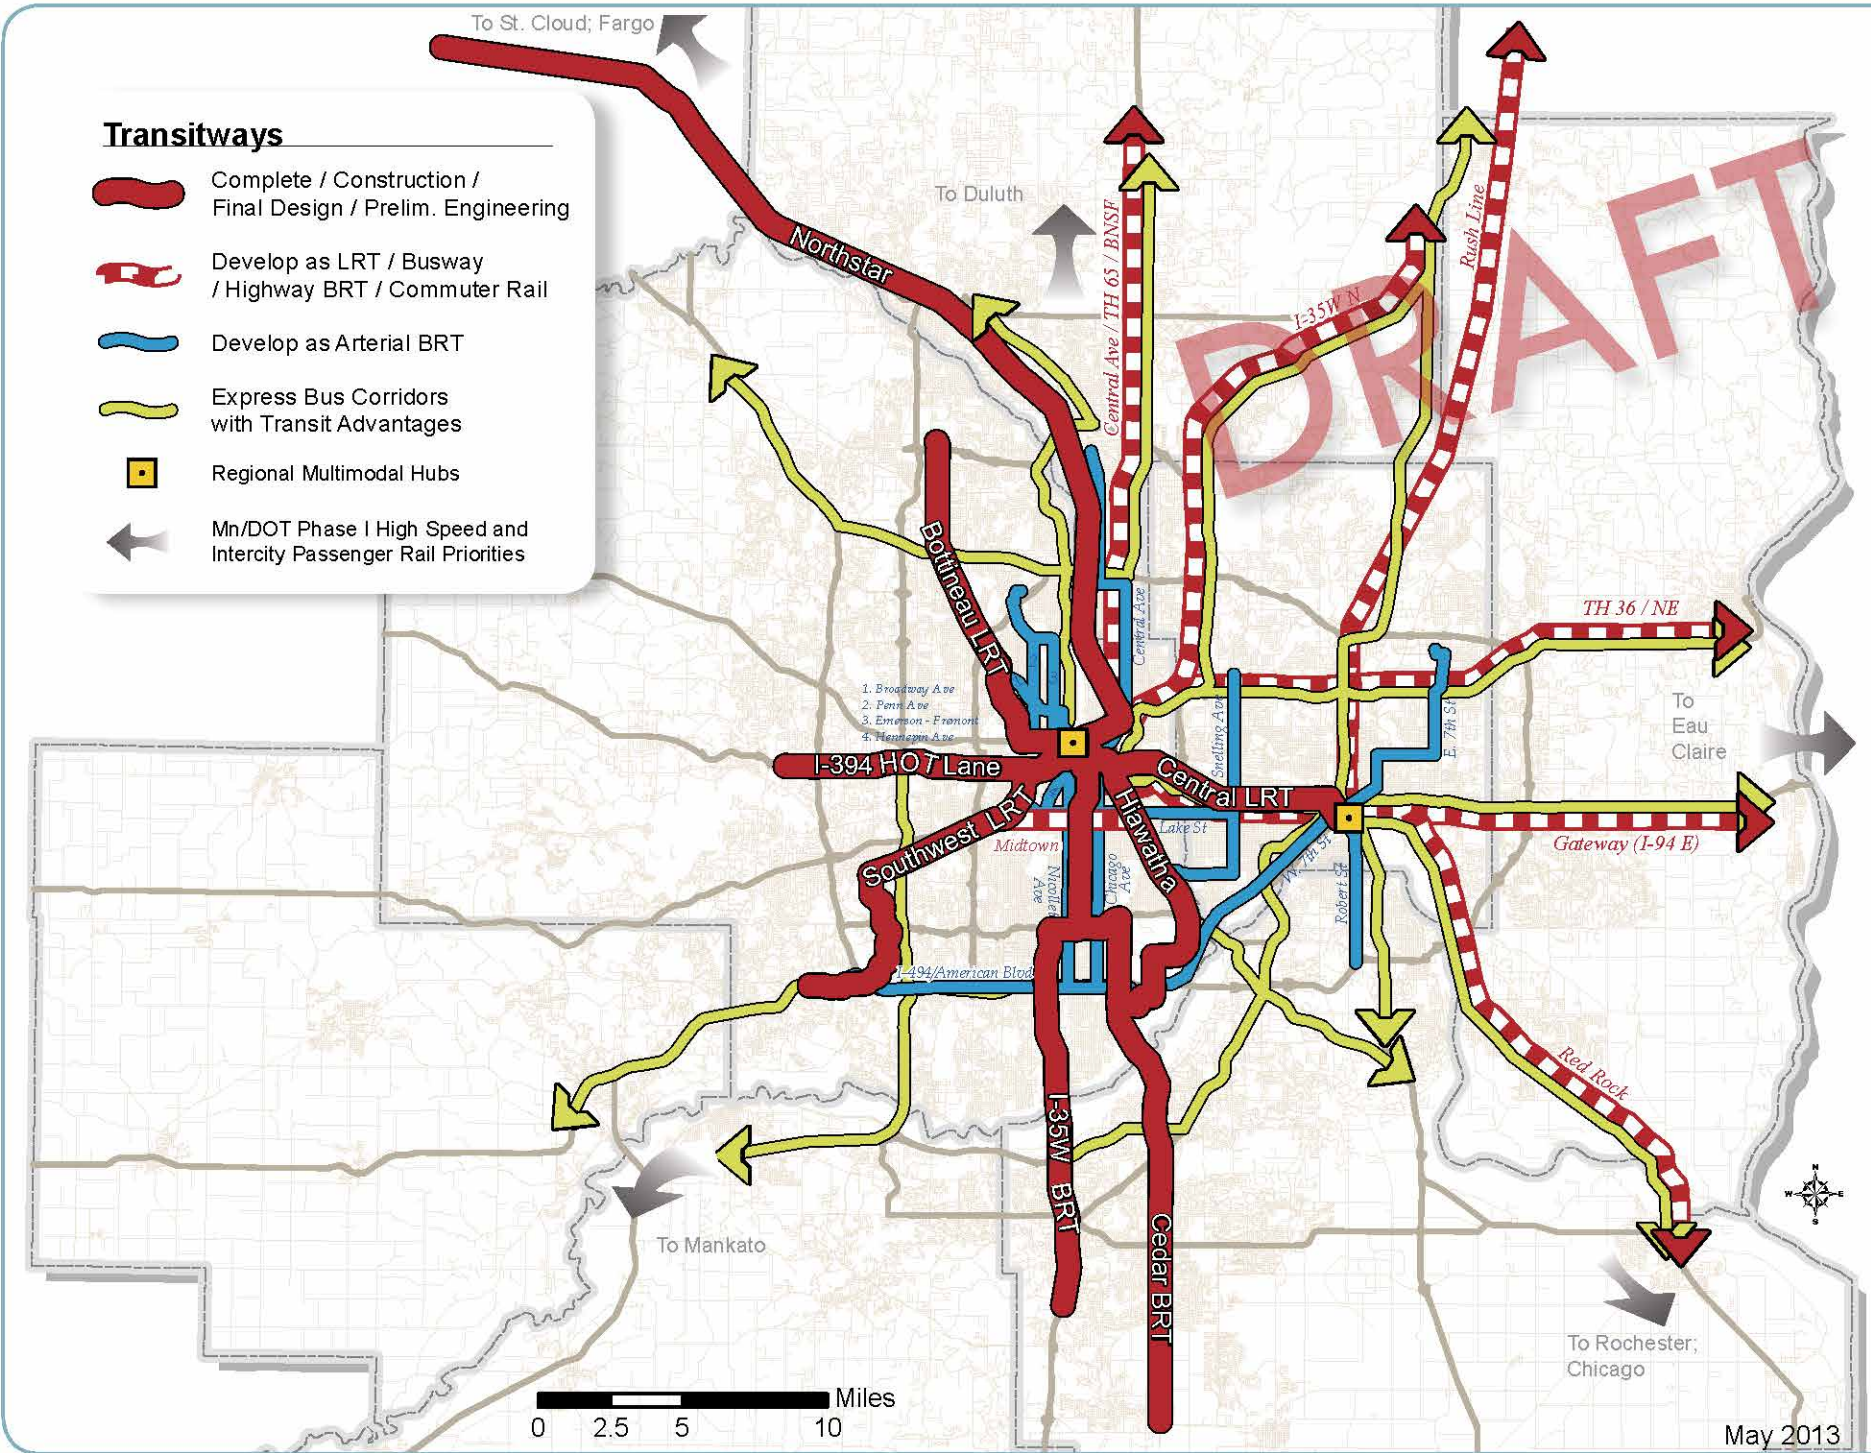 To St. Cloud; Fargo
Transitways
Complete / Construction /
Final Design / Prelim. Engineering
Develop as LRT / Busway
/ Highway BRT / Commuter Rail
Develop as Arterial BRT
Express Bus Corridors
with Transit Advantages
Regional Multimodal Hubs
Mn/DOT Phase I High Speed and
Intercity Passenger Rail Priorities
To Duluth
Northstar
Central Ave / TH 65 / BNSF
I-35W N
Rush Line
DRAFT
Bottineau LRT
Central Ave
TH 36 / NE
1. Broadway Ave
2. Penn Ave
3. Emerson - Fremont
4. Hennepin Ave
Snelling Ave
E. 7th St
To
Eau
Claire
I-394 HOT Lane
Central LRT
Southwest LRT
Hiawatha
Lake St
Midtown
Nicollet
Ave
Chicago
Ave
W. 7th St
Robert St
Gateway (I-94 E)
I-494/American Blvd
Red Rock
I-35W BRT
Cedar BRT
To Mankato
N
W
E
S
To Rochester;
Chicago
Miles
0 2.5 5 10
May 2013